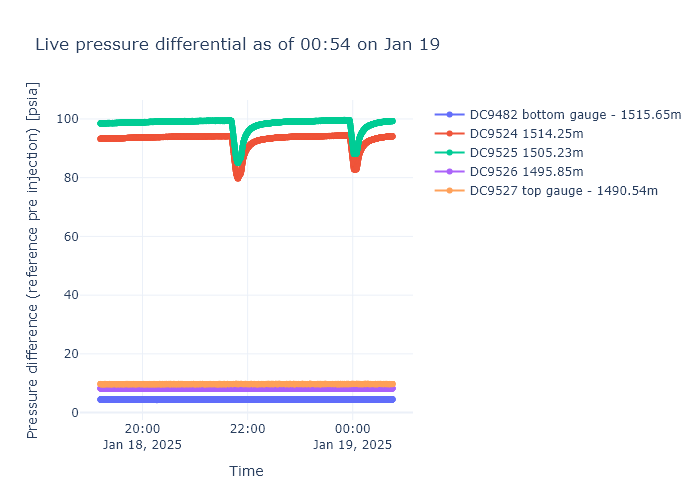 Live pressure differential as of 00:54 on Jan 19
Pressure difference (reference pre injection) [psia]
100
80
60
40
20
0
20:00
Jan 18, 2025
22:00
00:00
Jan 19, 2025
Time
DC9482 bottom gauge - 1515.65m
DC9524 1514.25m
DC9525 1505.23m
DC9526 1495.85m
DC9527 top gauge - 1490.54m